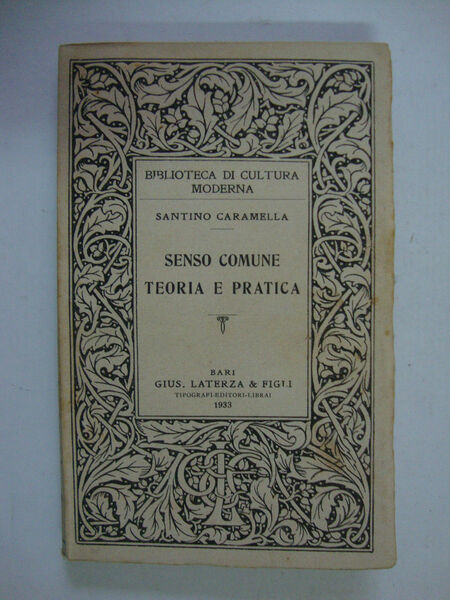 BIBLIOTECA DI CULTURA
MODERNA
SANTINO CARAMELLA
SENSO COMUNE
TEORIA E PRATICA
BARI
GIUS. LATERZA & FIGLI
TIPOGRAFI-EDITORI-LIBRAI
1933